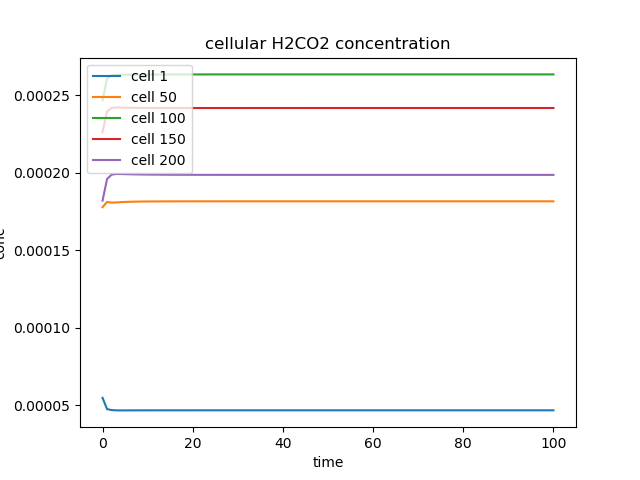 cellular H2CO2 concentration
cell 1
cell 50
cell 100
cell 150
cell 200
0.00025
0.00020
0.00015
0.00010
0.00005
conc
0 20 40 60 80 100
time